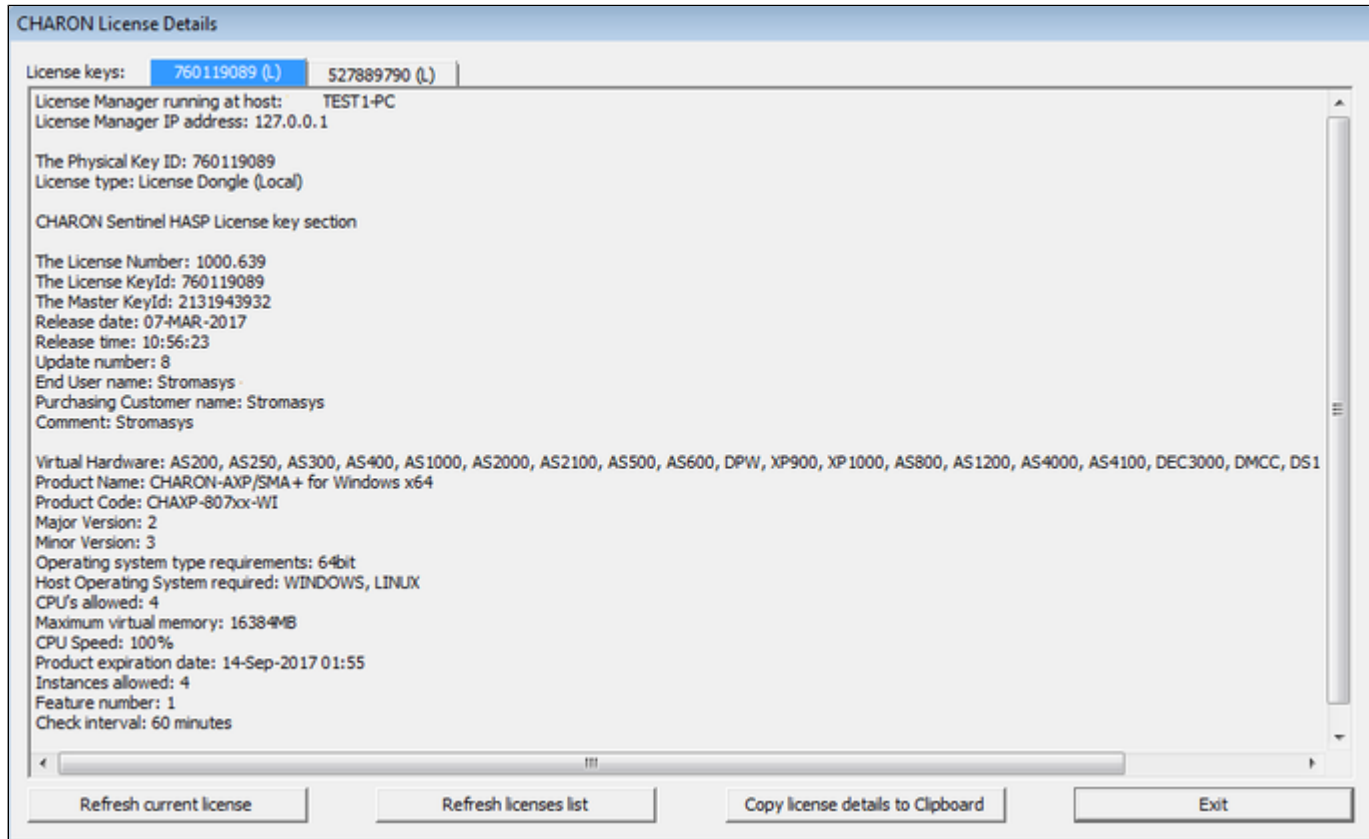 CHARON License Details
License keys: 760119089 (L) 527889790 (L)
License Manager running at host: TEST1-PC
License Manager IP address: 127.0.0.1
The Physical Key ID: 760119089
License type: License Dongle (Local)
CHARON Sentinel HASP License key section
The License Number: 1000.639
The License KeyId: 760119089
The Master KeyId: 2131943932
Release date: 07-MAR-2017
Release time: 10:56:23
Update number: 8
End User name: Stromasys
Purchasing Customer name: Stromasys
Comment: Stromasys
Virtual Hardware: AS200, AS250, AS300, AS400, AS1000, AS2000, AS2100, AS500, AS600, DPW, XP900, XP1000, AS800, AS1200, AS4000, AS4100, DEC3000, DMCC, DS1
Product Name: CHARON-AXP/SMA+ for Windows x64
Product Code: CHAXP-807xx-WI
Major Version: 2
Minor Version: 3
Operating system type requirements: 64bit
Host Operating System required: WINDOWS, LINUX
CPU's allowed: 4
Maximum virtual memory: 16384MB
CPU Speed: 100%
Product expiration date: 14-Sep-2017 01:55
Instances allowed: 4
Feature number: 1
Check interval: 60 minutes
Refresh current license Refresh licenses list Copy license details to Clipboard Exit